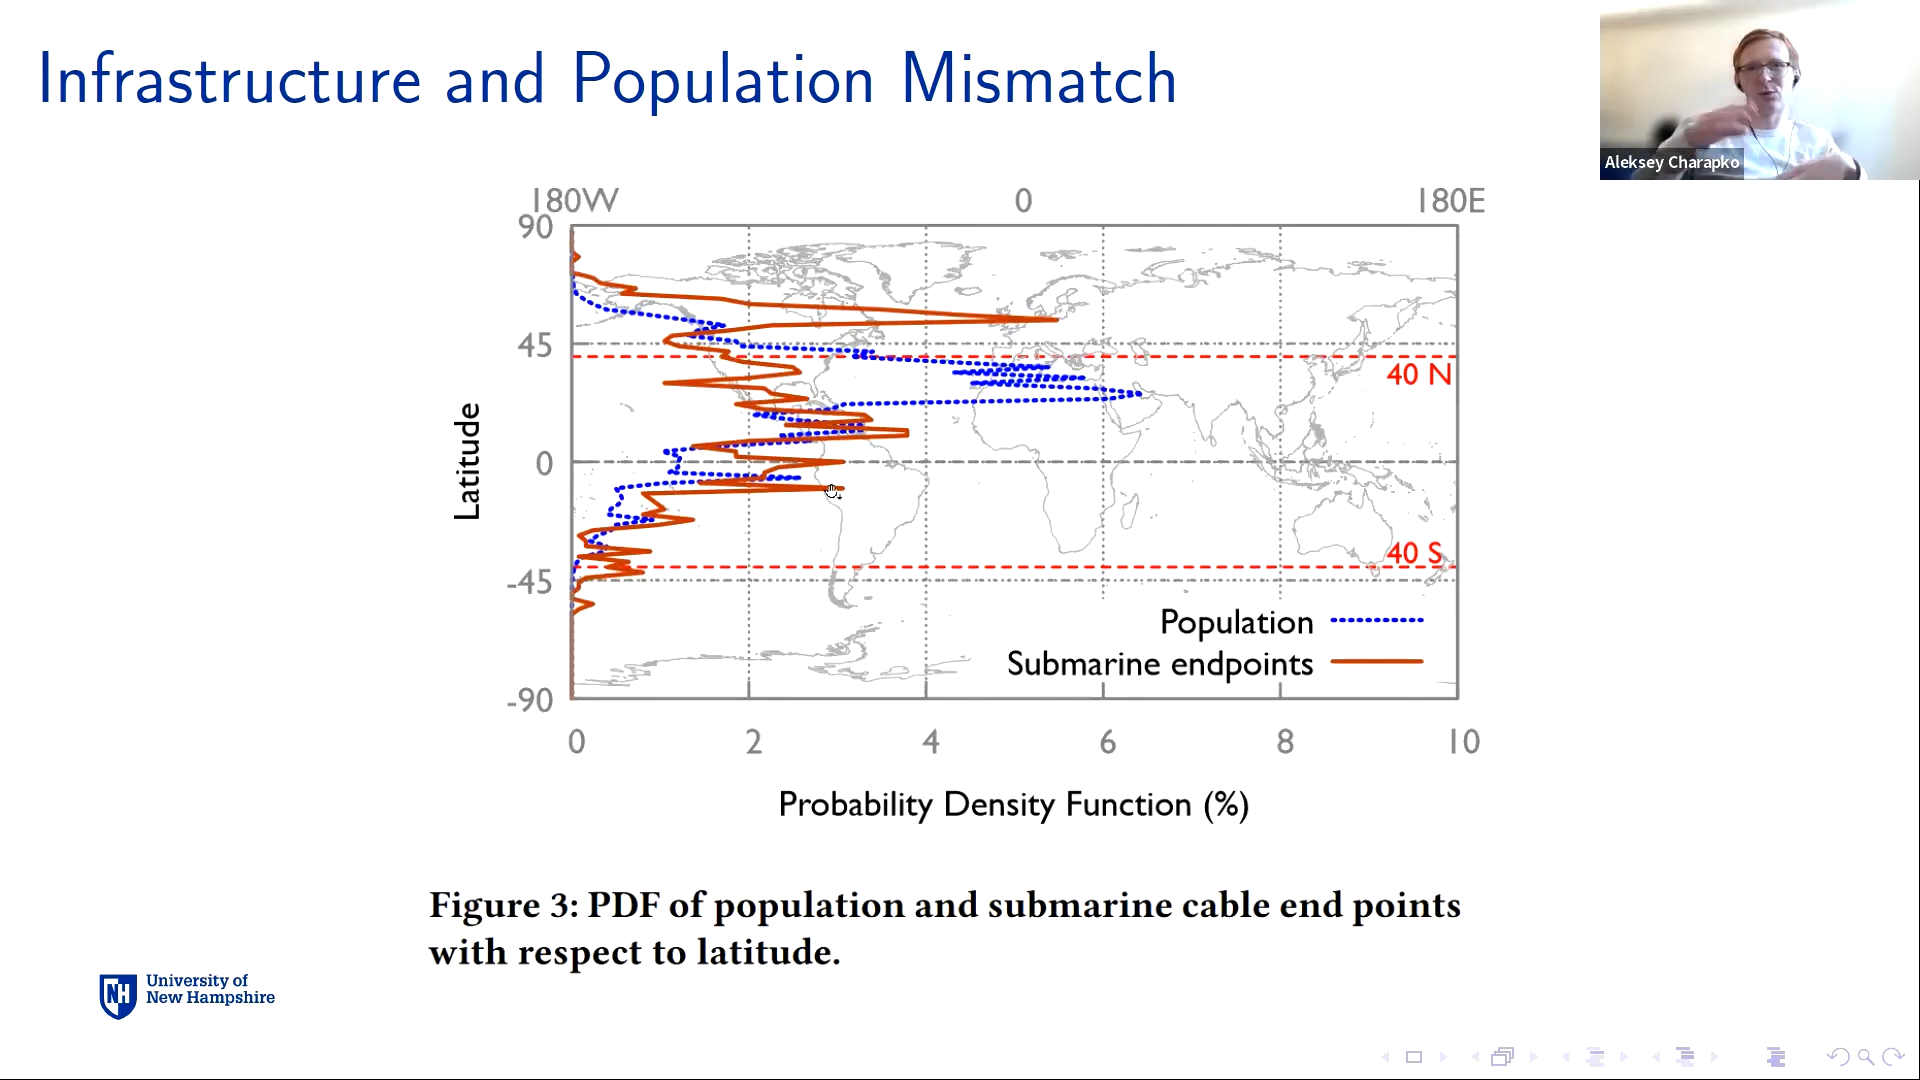 Infrastructure and Population Mismatch
Aleksey Charapko
180W 0 180E
90
45
0
-45
-90
Latitude
40 N
40 S
Population
Submarine endpoints
0 2 4 6 8 10
Probability Density Function (%)
Figure 3: PDF of population and submarine cable end points
with respect to latitude.
NH
University of
New Hampshire